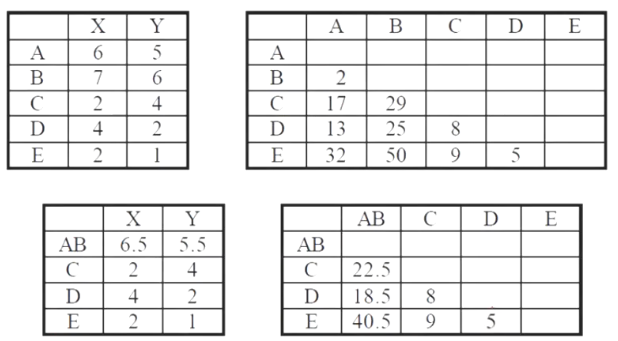 X Y A B C D E
A 6 5 A
B 7 6 B 2
C 2 4 C 17 29
D 4 2 D 13 25 8
E 2 1 E 32 50 9 5
X Y AB C D E
AB 6.5 5.5 AB
C 2 4 C 22.5
D 4 2 D 18.5 8
E 2 1 E 40.5 9 5